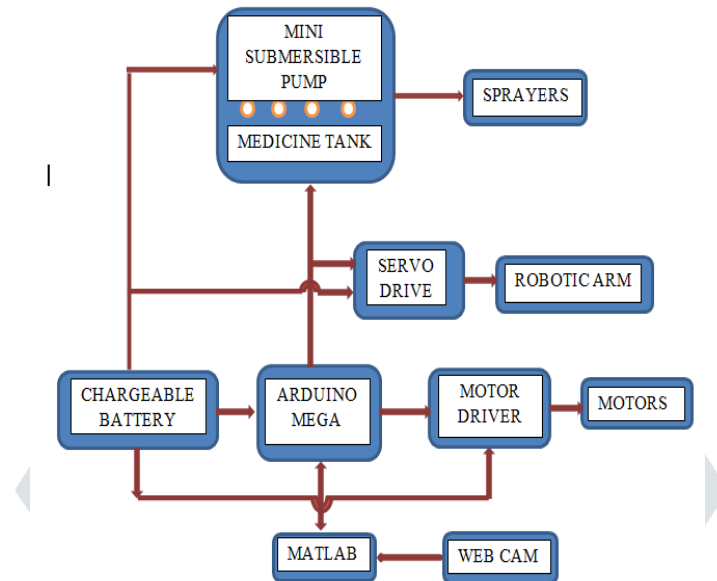 MINI
SUBMERSIBLE
PUMP
MEDICINE TANK
SPRAYERS
SERVO
DRIVE
ROBOTIC ARM
CHARGEABLE
BATTERY
ARDUINO
MEGA
MOTOR
DRIVER
MOTORS
MATLAB
WEB CAM